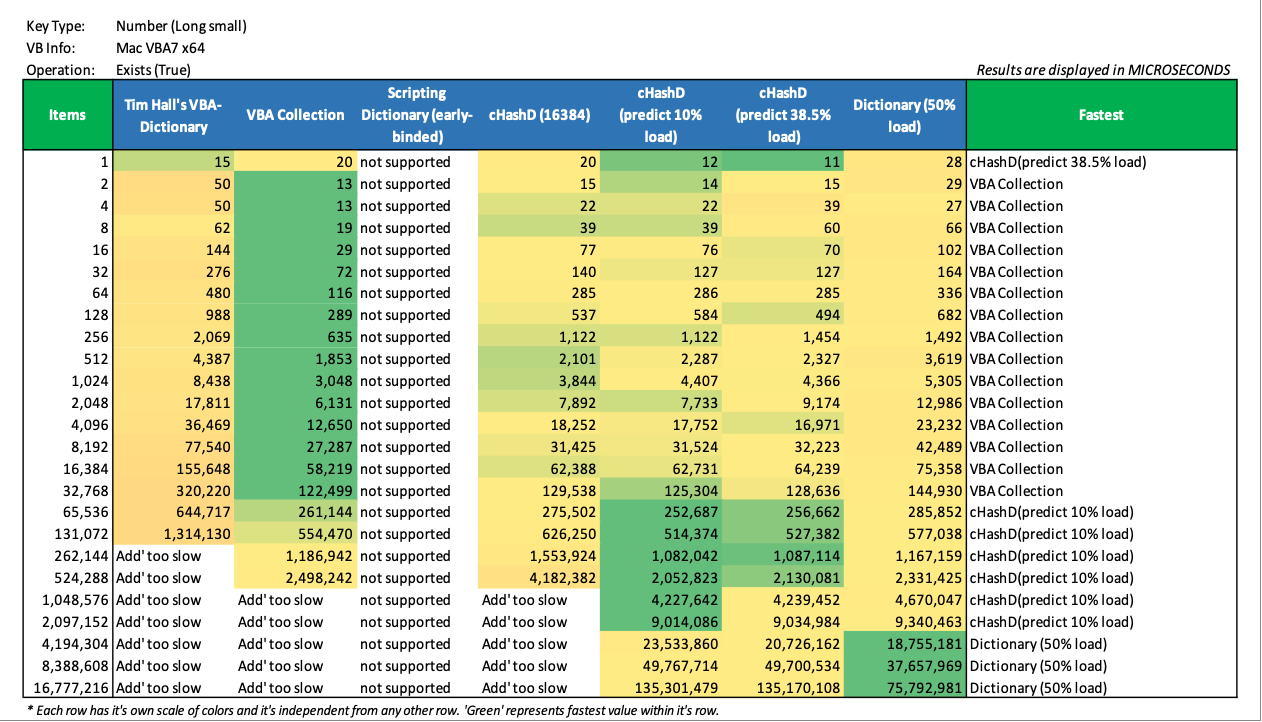 Key Type: Number (Long small)
VB Info: Mac VBA7 x64
Operation: Exists (True) Results are displayed in MICROSECONDS
Items Tim Hall's VBA-Dictionary VBA Collection Scripting Dictionary (early-binded) cHashD (16384) cHashD (predict 10% load) cHashD (predict 38.5% load) Dictionary (50% load) Fastest
1 15 20 not supported 20 12 11 28 cHashD(predict 38.5% load)
2 50 13 not supported 15 14 15 29 VBA Collection
4 50 13 not supported 22 22 39 27 VBA Collection
8 62 19 not supported 39 39 60 66 VBA Collection
16 144 29 not supported 77 76 70 102 VBA Collection
32 276 72 not supported 140 127 127 164 VBA Collection
64 480 116 not supported 285 286 285 336 VBA Collection
128 988 289 not supported 537 584 494 682 VBA Collection
256 2,069 635 not supported 1,122 1,122 1,454 1,492 VBA Collection
512 4,387 1,853 not supported 2,101 2,287 2,327 3,619 VBA Collection
1,024 8,438 3,048 not supported 3,844 4,407 4,366 5,305 VBA Collection
2,048 17,811 6,131 not supported 7,892 7,733 9,174 12,986 VBA Collection
4,096 36,469 12,650 not supported 18,252 17,752 16,971 23,232 VBA Collection
8,192 77,540 27,287 not supported 31,425 31,524 32,223 42,489 VBA Collection
16,384 155,648 58,219 not supported 62,388 62,731 64,239 75,358 VBA Collection
32,768 320,220 122,499 not supported 129,538 125,304 128,636 144,930 VBA Collection
65,536 644,717 261,144 not supported 275,502 252,687 256,662 285,852 cHashD(predict 10% load)
131,072 1,314,130 554,470 not supported 626,250 514,374 527,382 577,038 cHashD(predict 10% load)
262,144 Add' too slow 1,186,942 not supported 1,553,924 1,082,042 1,087,114 1,167,159 cHashD(predict 10% load)
524,288 Add' too slow 2,498,242 not supported 4,182,382 2,052,823 2,130,081 2,331,425 cHashD(predict 10% load)
1,048,576 Add' too slow Add' too slow not supported Add' too slow 4,227,642 4,239,452 4,670,047 cHashD(predict 10% load)
2,097,152 Add' too slow Add' too slow not supported Add' too slow 9,014,086 9,034,984 9,340,463 cHashD(predict 10% load)
4,194,304 Add' too slow Add' too slow not supported Add' too slow 23,533,860 20,726,162 18,755,181 Dictionary (50% load)
8,388,608 Add' too slow Add' too slow not supported Add' too slow 49,767,714 49,700,534 37,657,969 Dictionary (50% load)
16,777,216 Add' too slow Add' too slow not supported Add' too slow 135,301,479 135,170,108 75,792,981 Dictionary (50% load)
* Each row has it's own scale of colors and it's independent from any other row. 'Green' represents fastest value within it's row.